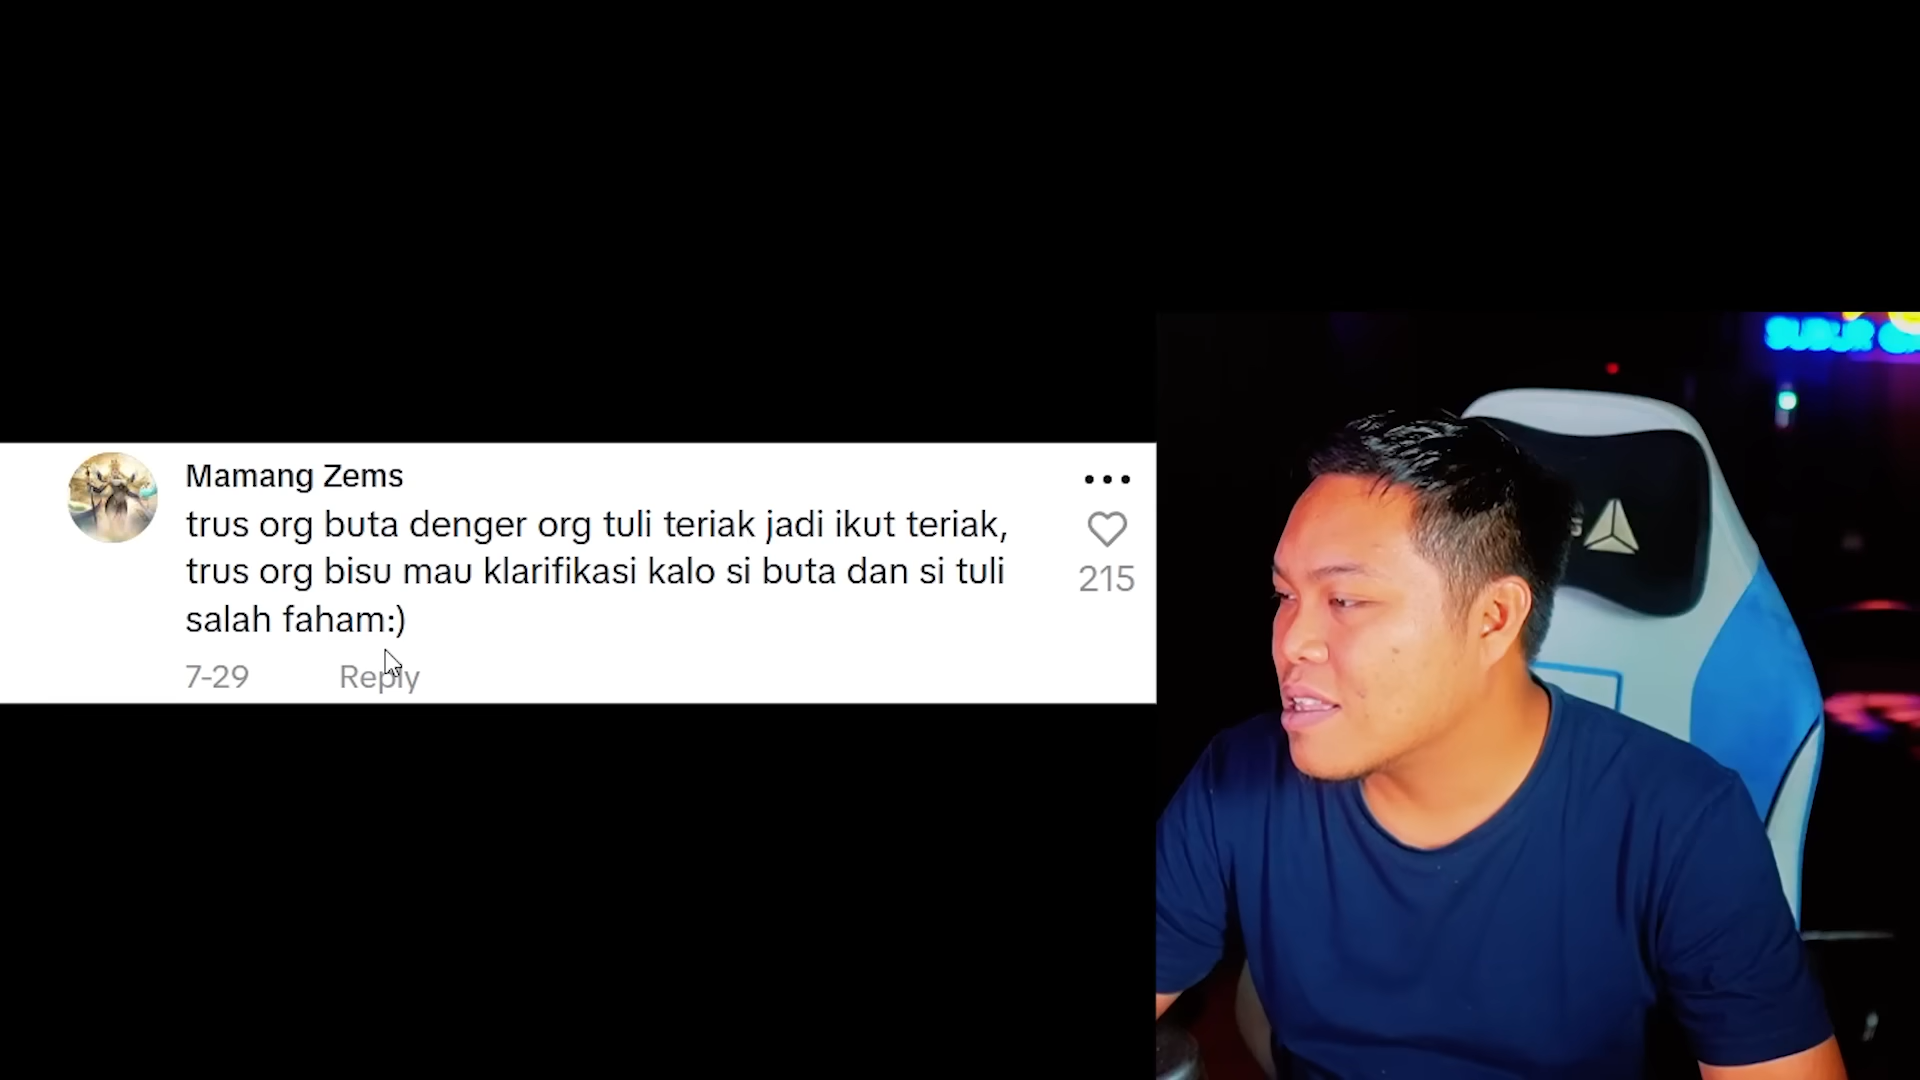 SUBUR
Mamang Zems
trus org buta denger org tuli teriak jadi ikut teriak,
trus org bisu mau klarifikasi kalo si buta dan si tuli
salah faham:)
215
7-29 Reply